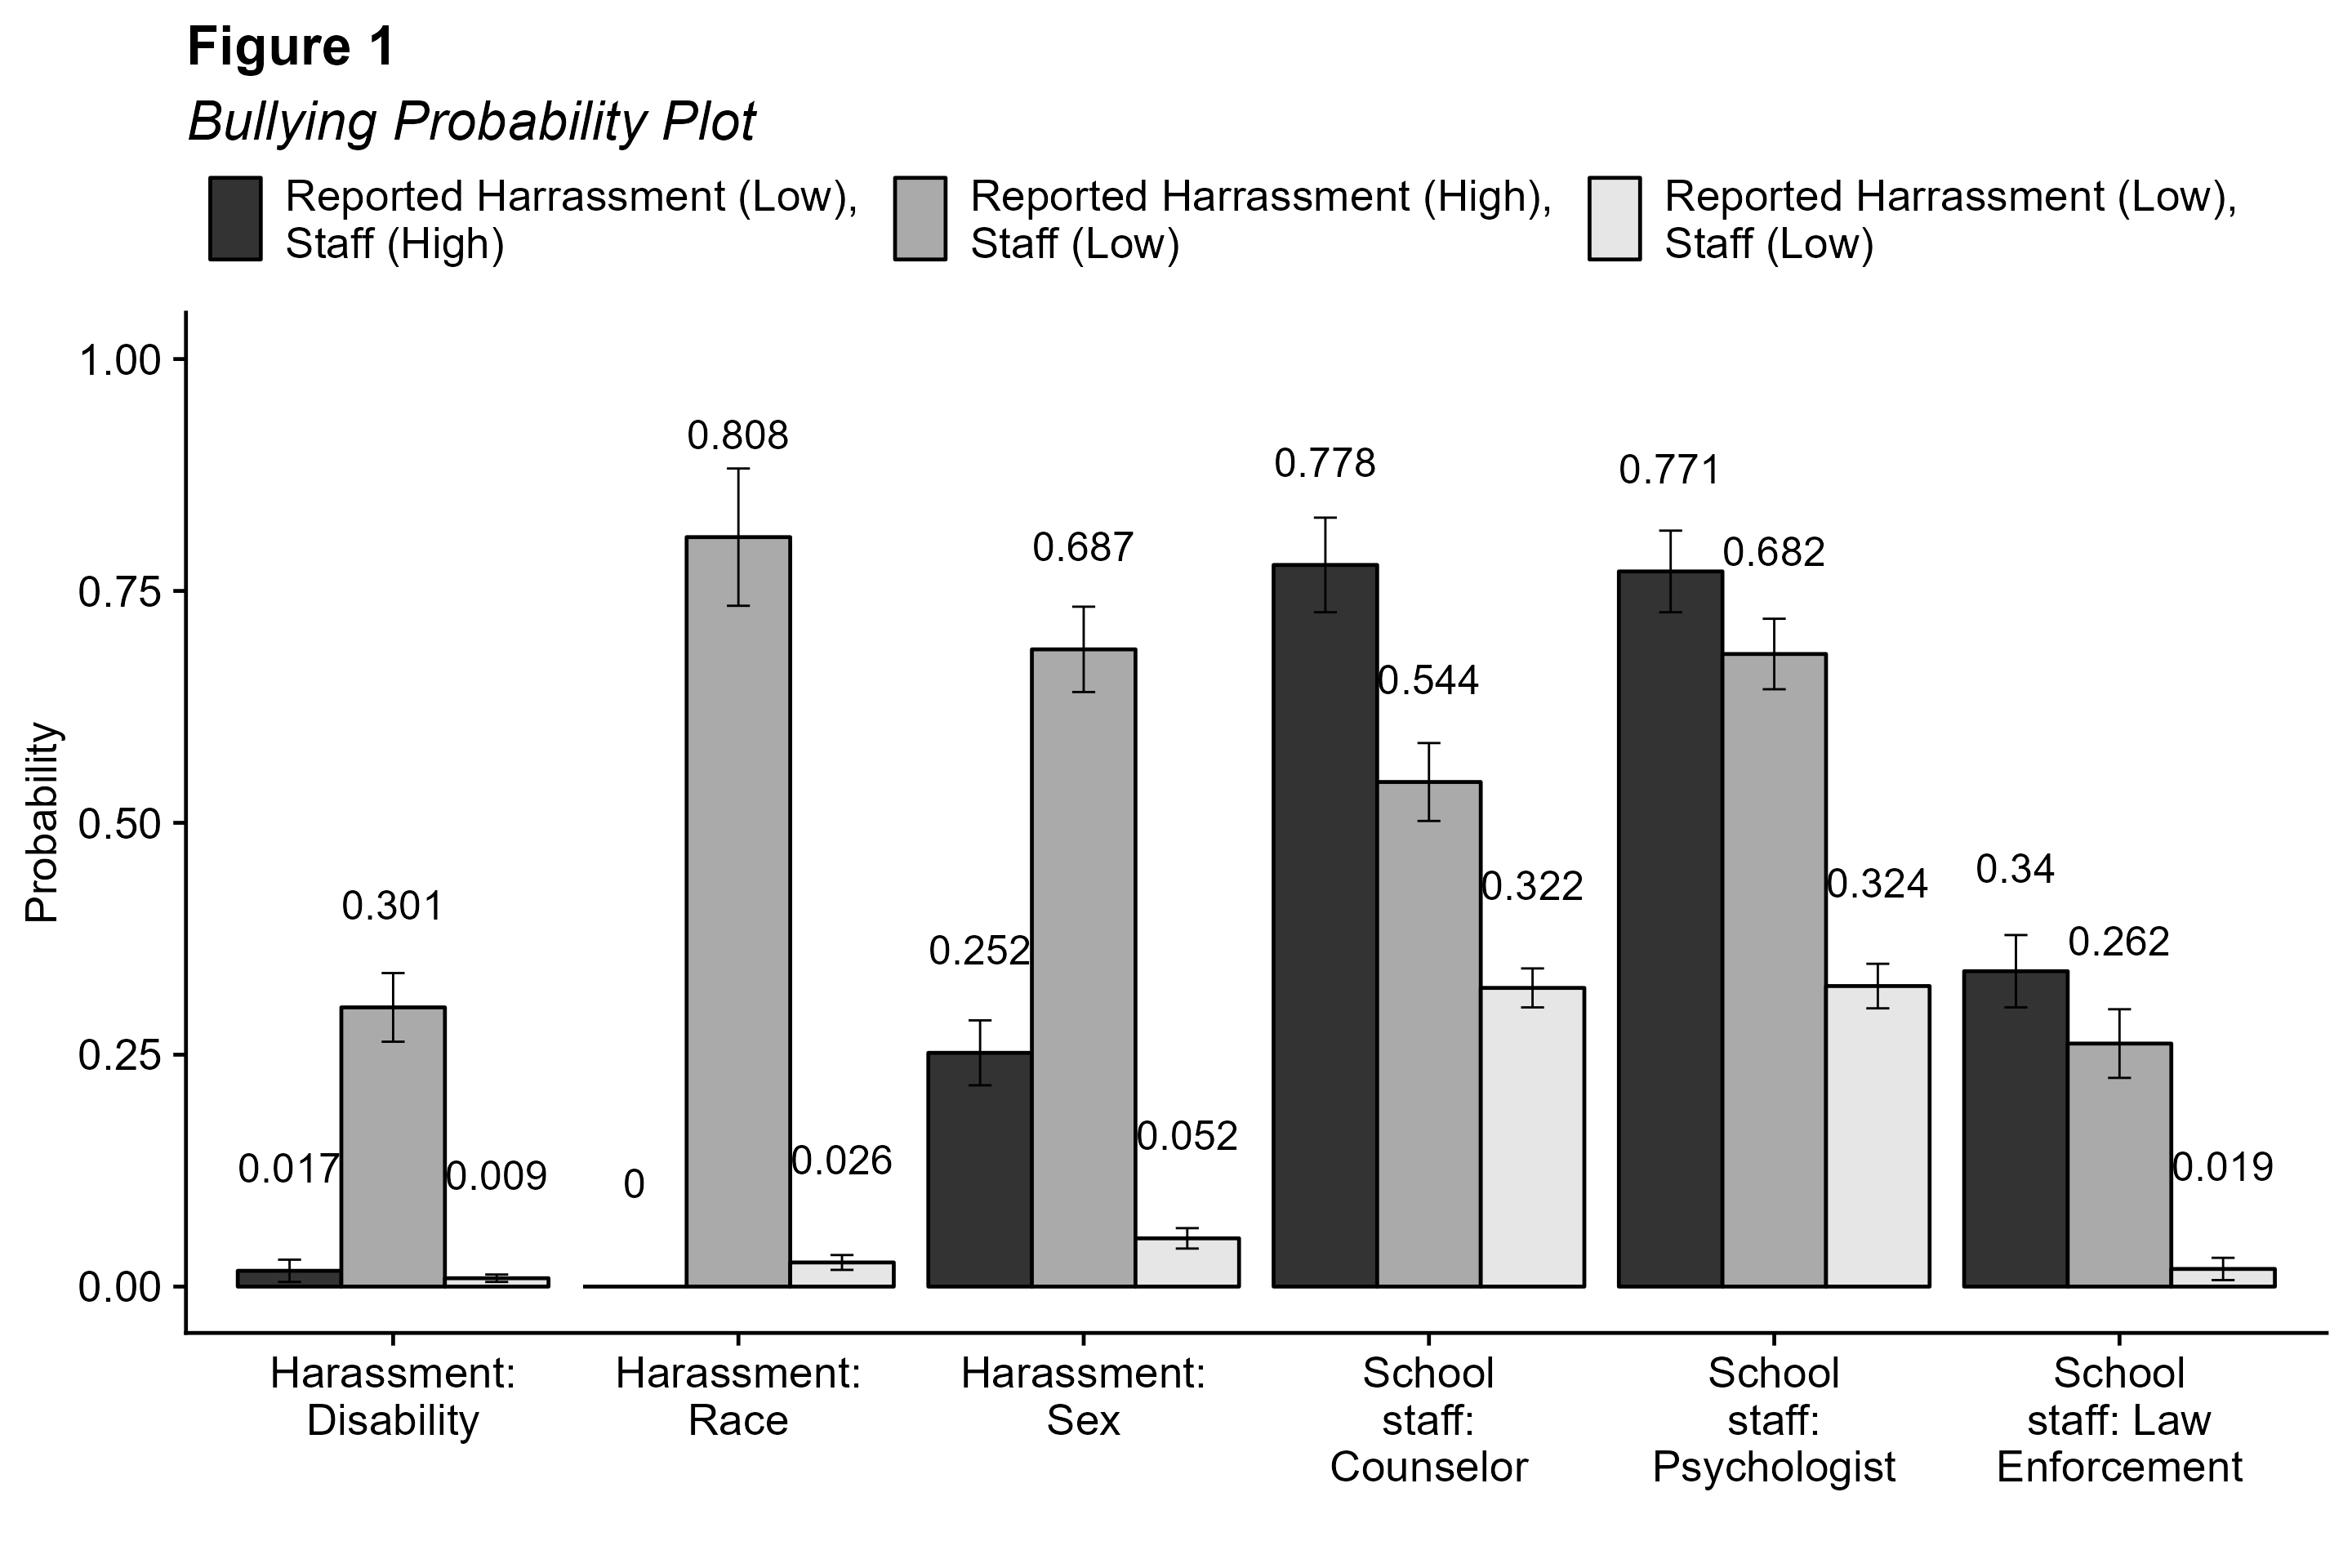 Figure 1
Bullying Probability Plot
Reported Harrassment (Low),
Staff (High)
Reported Harrassment (High),
Staff (Low)
Reported Harrassment (Low),
Staff (Low)
Probability
1.00
0.75
0.50
0.25
0.00
0.017
0.301
0.009
0
0.808
0.026
0.252
0.687
0.052
0.778
0.544
0.322
0.771
0.682
0.324
0.34
0.262
0.019
Harassment:
Disability
Harassment:
Race
Harassment:
Sex
School
staff:
Counselor
School
staff:
Psychologist
School
staff: Law
Enforcement